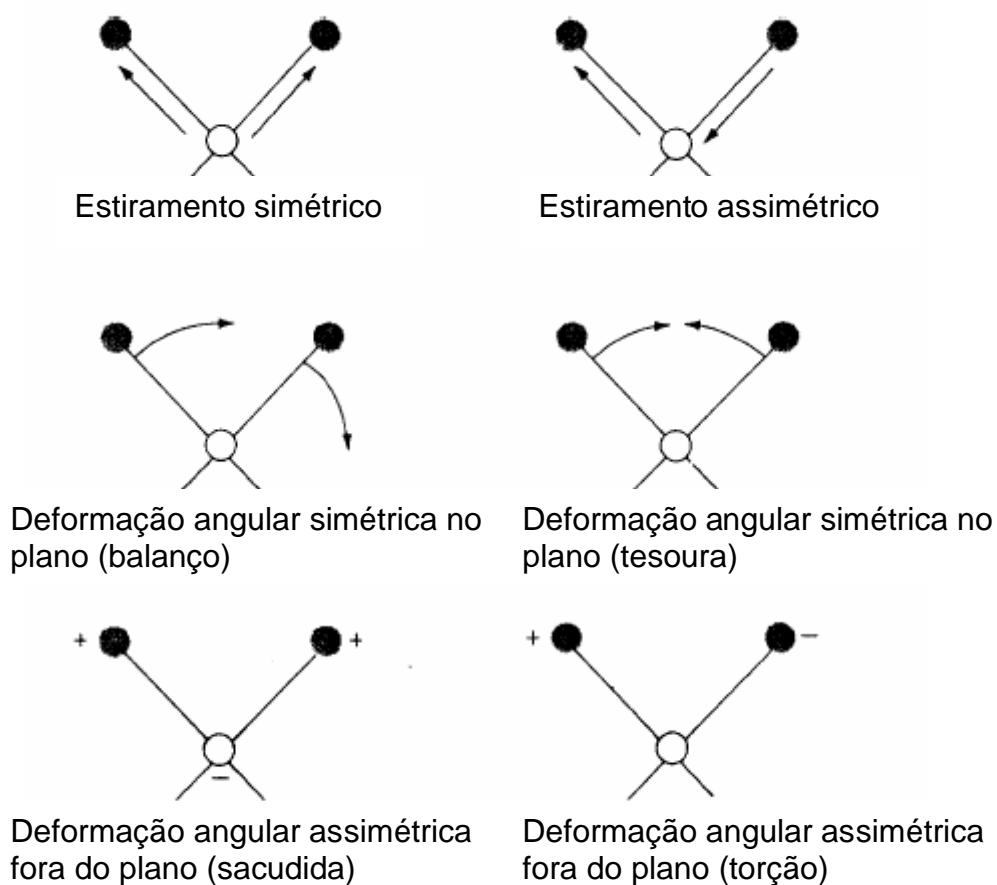 Estiramento simétrico
Estiramento assimétrico
Deformação angular simétrica no
plano (balanço)
Deformação angular simétrica no
plano (tesoura)
+ +
−
+ −
Deformação angular assimétrica
fora do plano (sacudida)
Deformação angular assimétrica
fora do plano (torção)